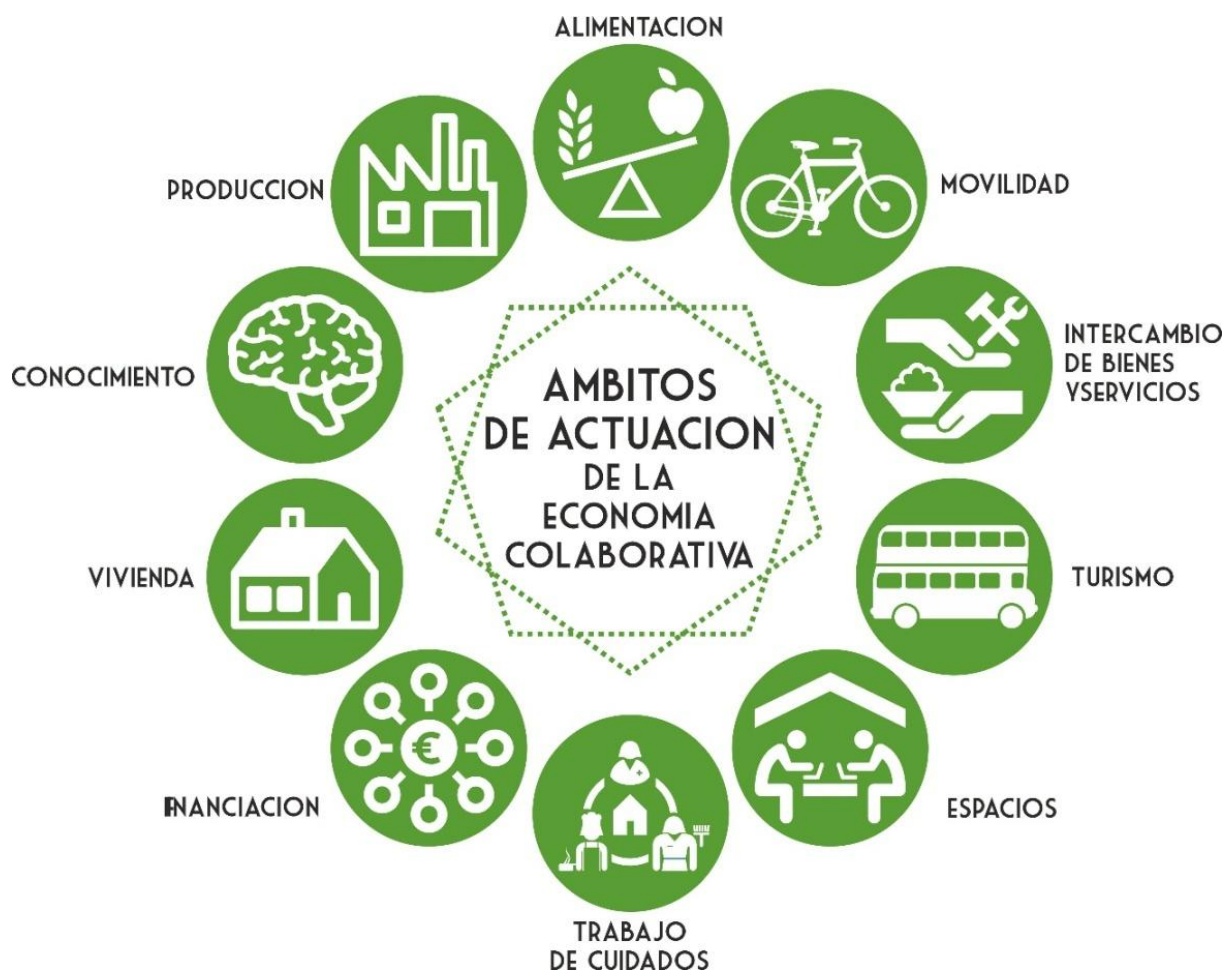 ALIMENTACION
PRODUCCION
MOVILIDAD
INTERCAMBIO
DE BIENES
YSERVICIOS
CONOCIMIENTO
AMBITOS
DE ACTUACION
DE LA
ECONOMIA
COLABORATIVA
VIVIENDA
TURISMO
€
FINANCIACION
ESPACIOS
TRABAJO
DE CUIDADOS